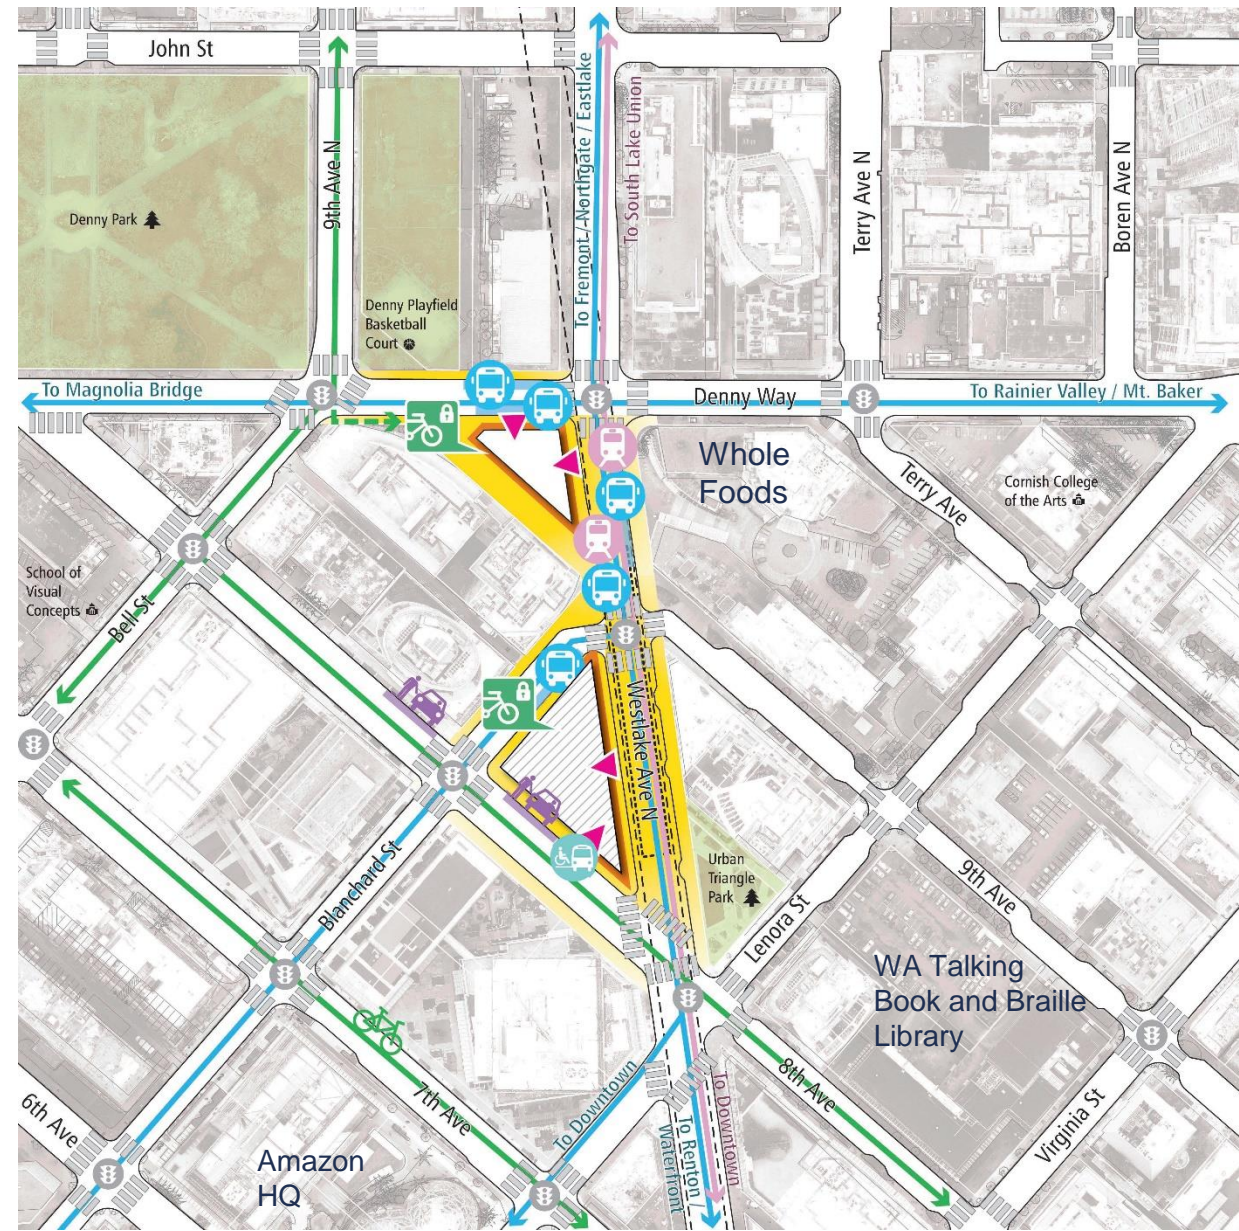 John St
9th Ave N
To Fremont / Northgate / Eastlake
To South Lake Union
Terry Ave N
Boren Ave N
Denny Park
Denny Playfield
Basketball
Court
To Magnolia Bridge
Denny Way
To Rainier Valley / Mt. Baker
Whole
Foods
Terry Ave
Cornish College
of the Arts
School of
Visual
Concepts
Bell St
Westlake Ave N
Urban
Triangle
Park
Blanchard St
Lenora St
9th Ave
WA Talking
Book and Braille
Library
6th Ave
7th Ave
8th Ave
Virginia St
To Downtown
To Renton /
Waterfront
To Downtown
Amazon
HQ